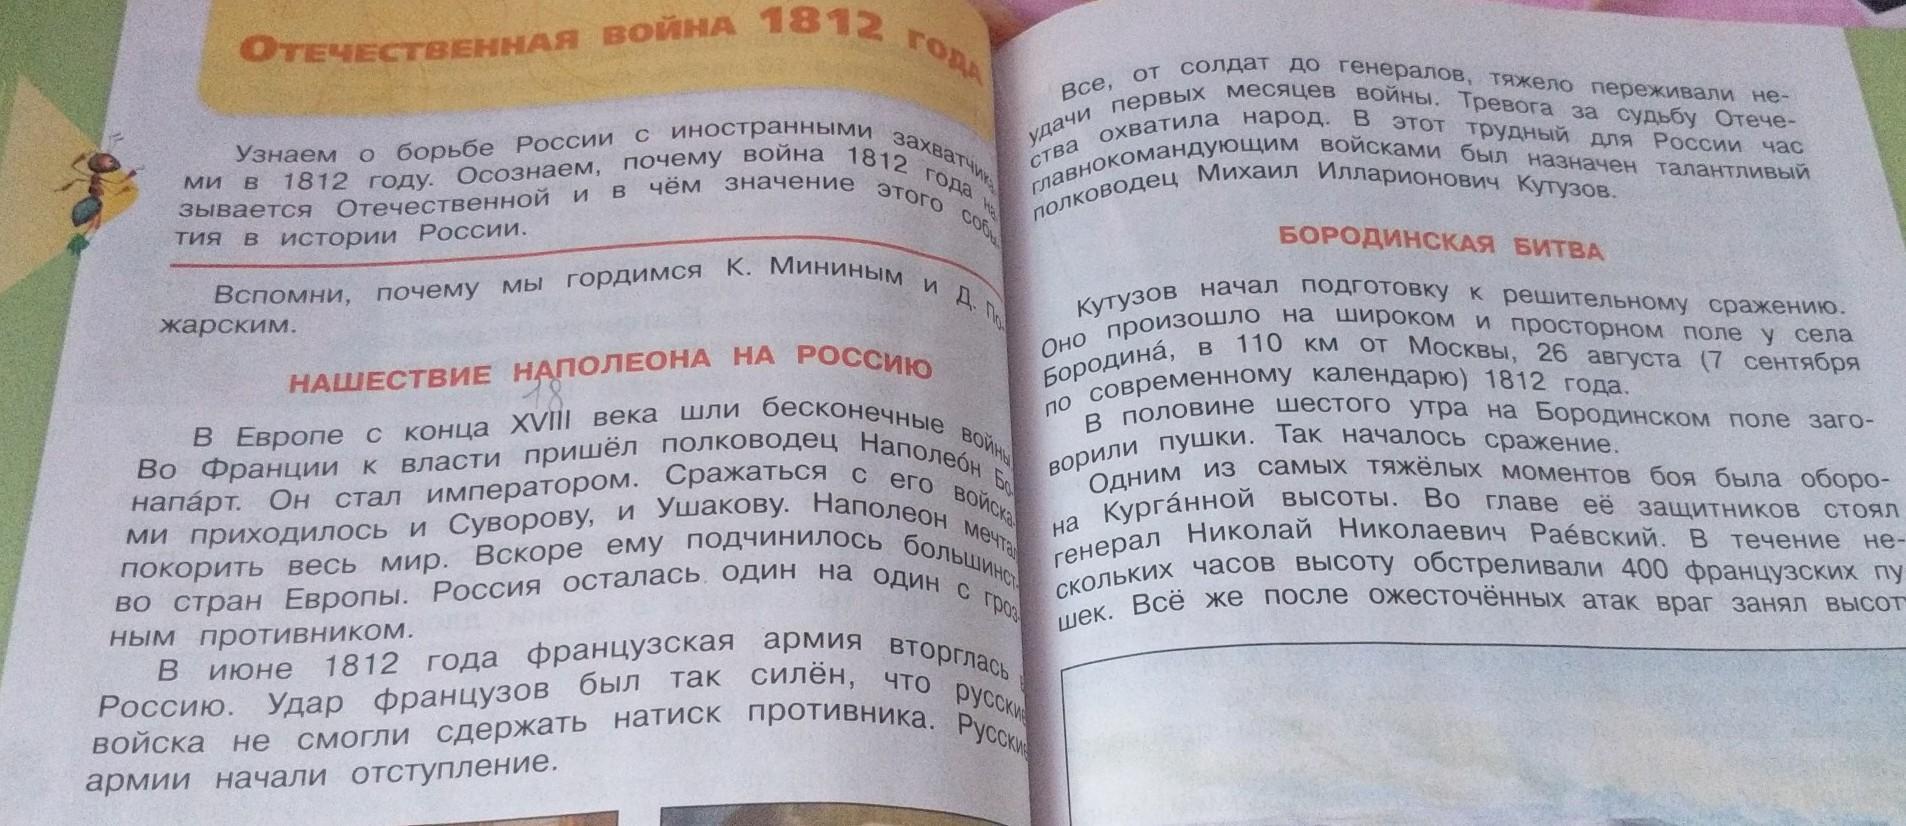 ОТЕЧЕСТВЕННАЯ ВОЙНА 1812 ГОДА
Узнаем о борьбе России с иностранными захватчика-
ми в 1812 году. Осознаем, почему война 1812 года на-
зывается Отечественной и в чём значение этого собы-
тия в истории России.
Вспомни, почему мы гордимся К. Мининым и Д. По-
жарским.
НАШЕСТВИЕ НАПОЛЕОНА НА РОССИЮ
18
В Европе с конца XVIII века шли бесконечные войны.
Во Франции к власти пришёл полководец Наполео́н Бо-
напа́рт. Он стал императором. Сражаться с его войска-
ми приходилось и Суворову, и Ушакову. Наполеон мечтал
покорить весь мир. Вскоре ему подчинилось большинст-
во стран Европы. Россия осталась один на один с гроз-
ным противником.
В июне 1812 года французская армия вторглась в
Россию. Удар французов был так силён, что русские
войска не смогли сдержать натиск противника. Русские
армии начали отступление.
Все, от солдат до генералов, тяжело переживали не-
удачи первых месяцев войны. Тревога за судьбу Отече-
ства охватила народ. В этот трудный для России час
главнокомандующим войсками был назначен талантливый
полководец Михаил Илларионович Кутузов.
БОРОДИНСКАЯ БИТВА
Кутузов начал подготовку к решительному сражению.
Оно произошло на широком и просторном поле у села
Бородина́, в 110 км от Москвы, 26 августа (7 сентября
по современному календарю) 1812 года.
В половине шестого утра на Бородинском поле заго-
ворили пушки. Так началось сражение.
Одним из самых тяжёлых моментов боя была оборо-
на Курга́нной высоты. Во главе её защитников стоял
генерал Николай Николаевич Рае́вский. В течение не-
скольких часов высоту обстреливали 400 французских пу
шек. Всё же после ожесточённых атак враг занял высот